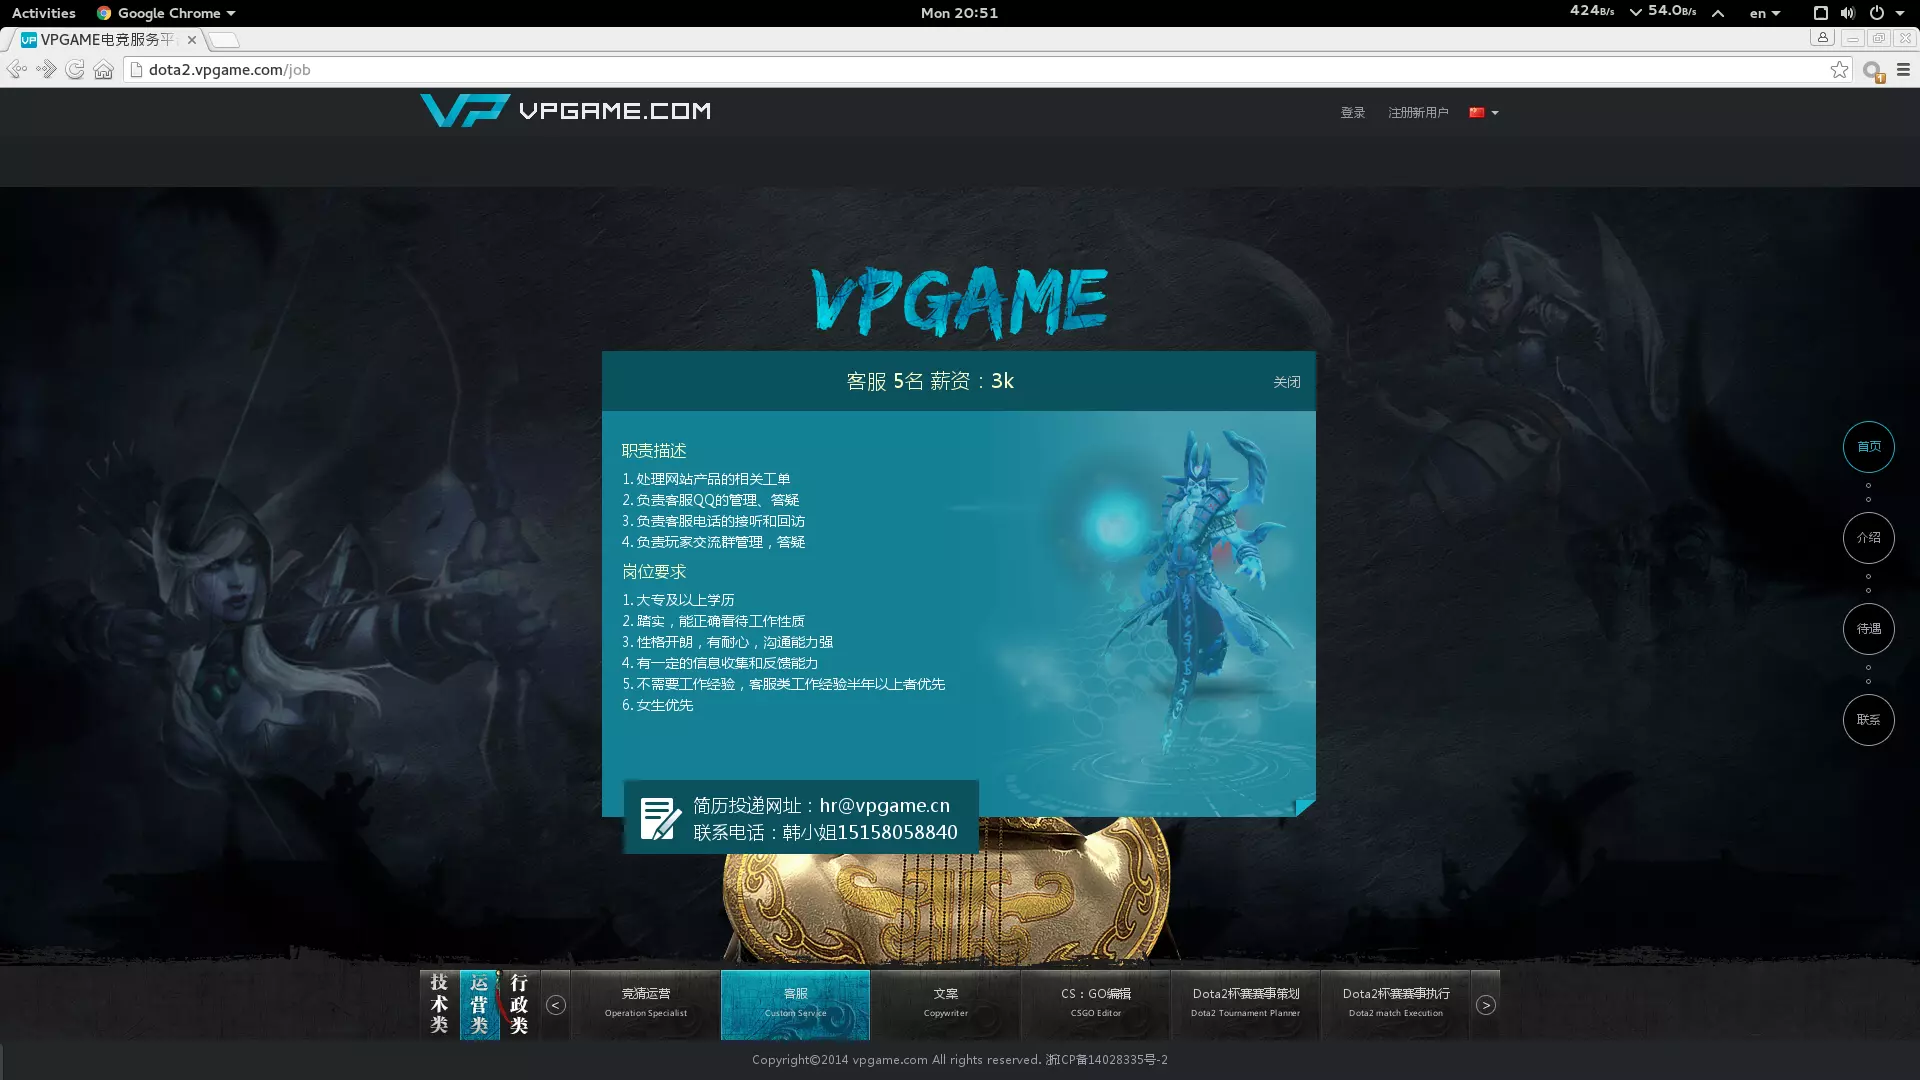 Activities
Google Chrome
Mon 20:51
424B/s
54.0B/s
en
VP VPGAME电竞服务平
dota2.vpgame.com/job
VP VPGAME.COM
登录
注册新用户
VPGAME
客服 5名 薪资：3k
关闭
职责描述
1. 处理网站产品的相关工单
2. 负责客服QQ的管理、答疑
3. 负责客服电话的接听和回访
4. 负责玩家交流群管理，答疑
岗位要求
1. 大专及以上学历
2. 踏实，能正确看待工作性质
3. 性格开朗，有耐心，沟通能力强
4. 有一定的信息收集和反馈能力
5. 不需要工作经验，客服类工作经验半年以上者优先
6. 女生优先
简历投递网址：hr@vpgame.cn
联系电话：韩小姐15158058840
首页
介绍
待遇
联系
技术类
运营类
行政类
<
竞猜运营
Operation Specialist
客服
Custom Service
文案
Copywriter
CS：GO编辑
CSGO Editor
Dota2杯赛赛事策划
Dota2 Tournament Planner
Dota2杯赛赛事执行
Dota2 match Execution
>
Copyright©2014 vpgame.com All rights reserved. 浙ICP备14028335号-2